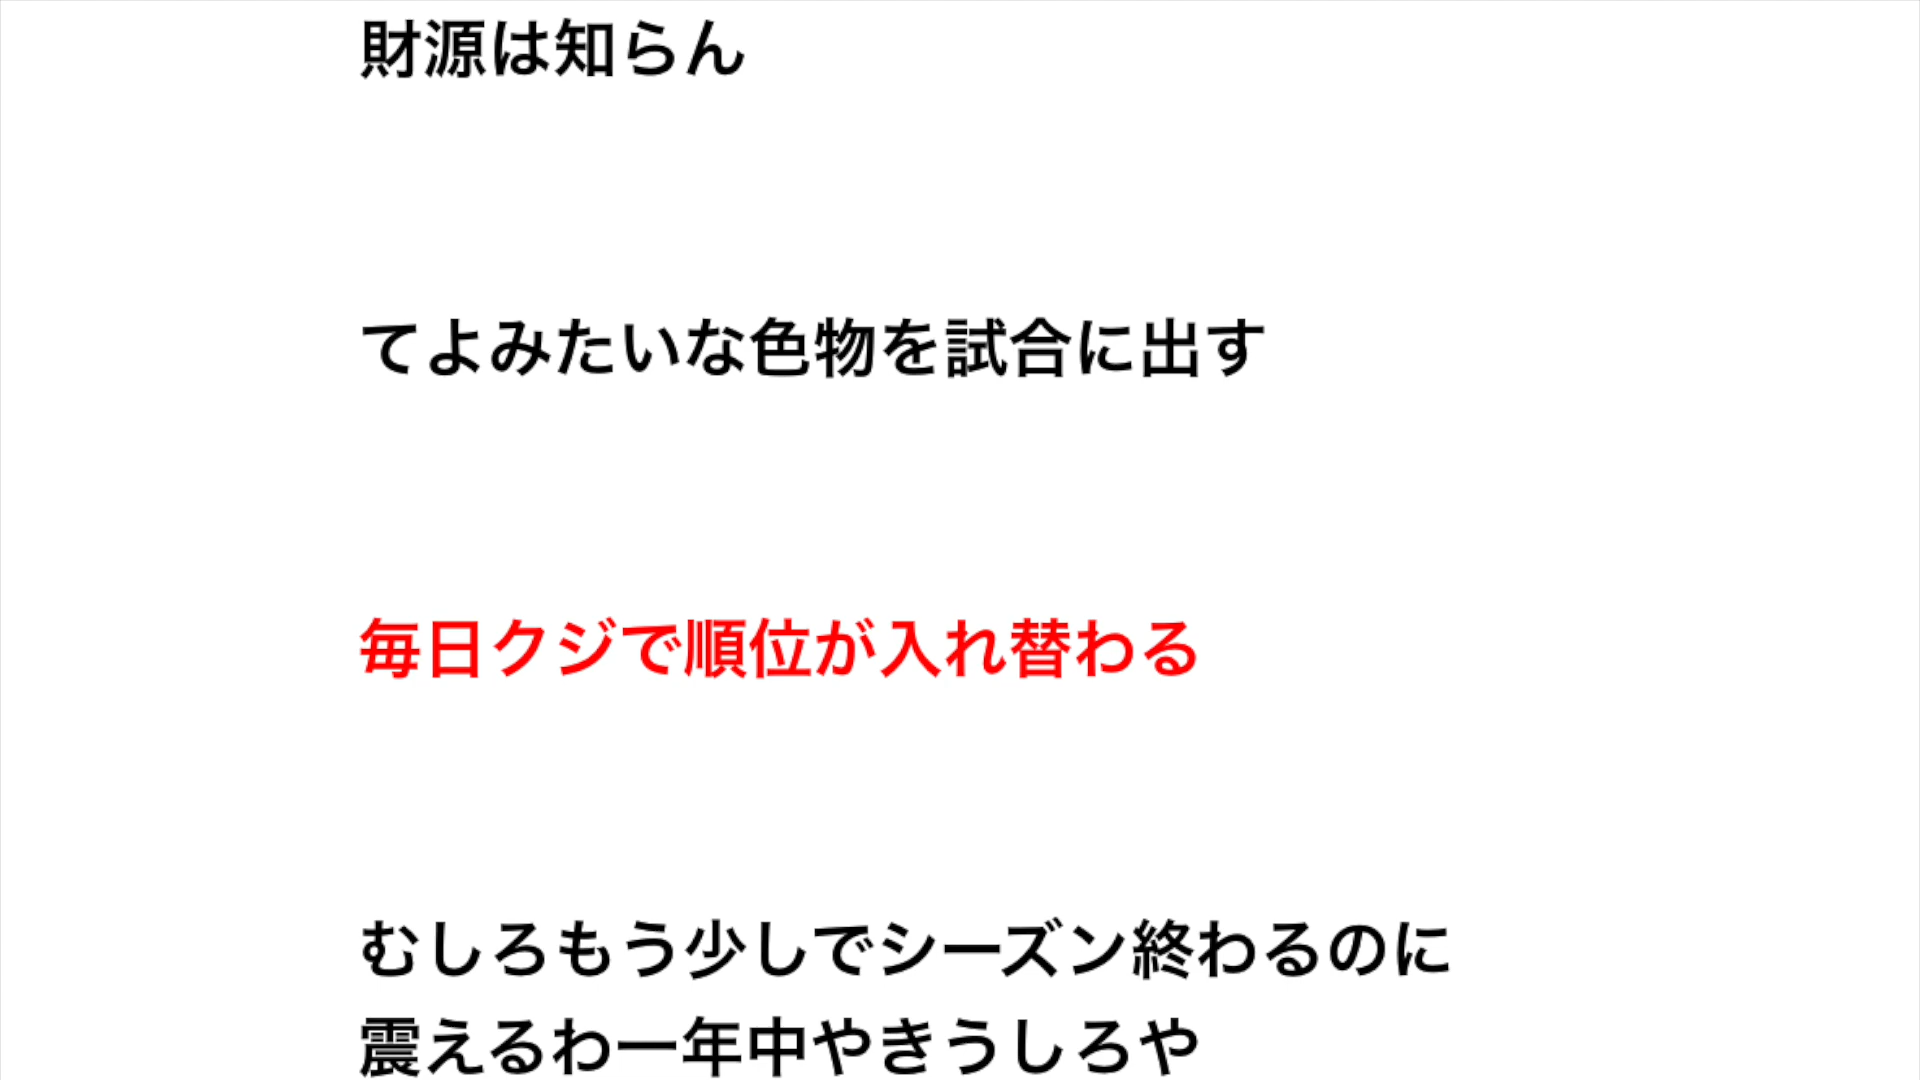 財源は知らん
てよみたいな色物を試合に出す
毎日クジで順位が入れ替わる
むしろもう少しでシーズン終わるのに
震えるわ一年中やきうしろや